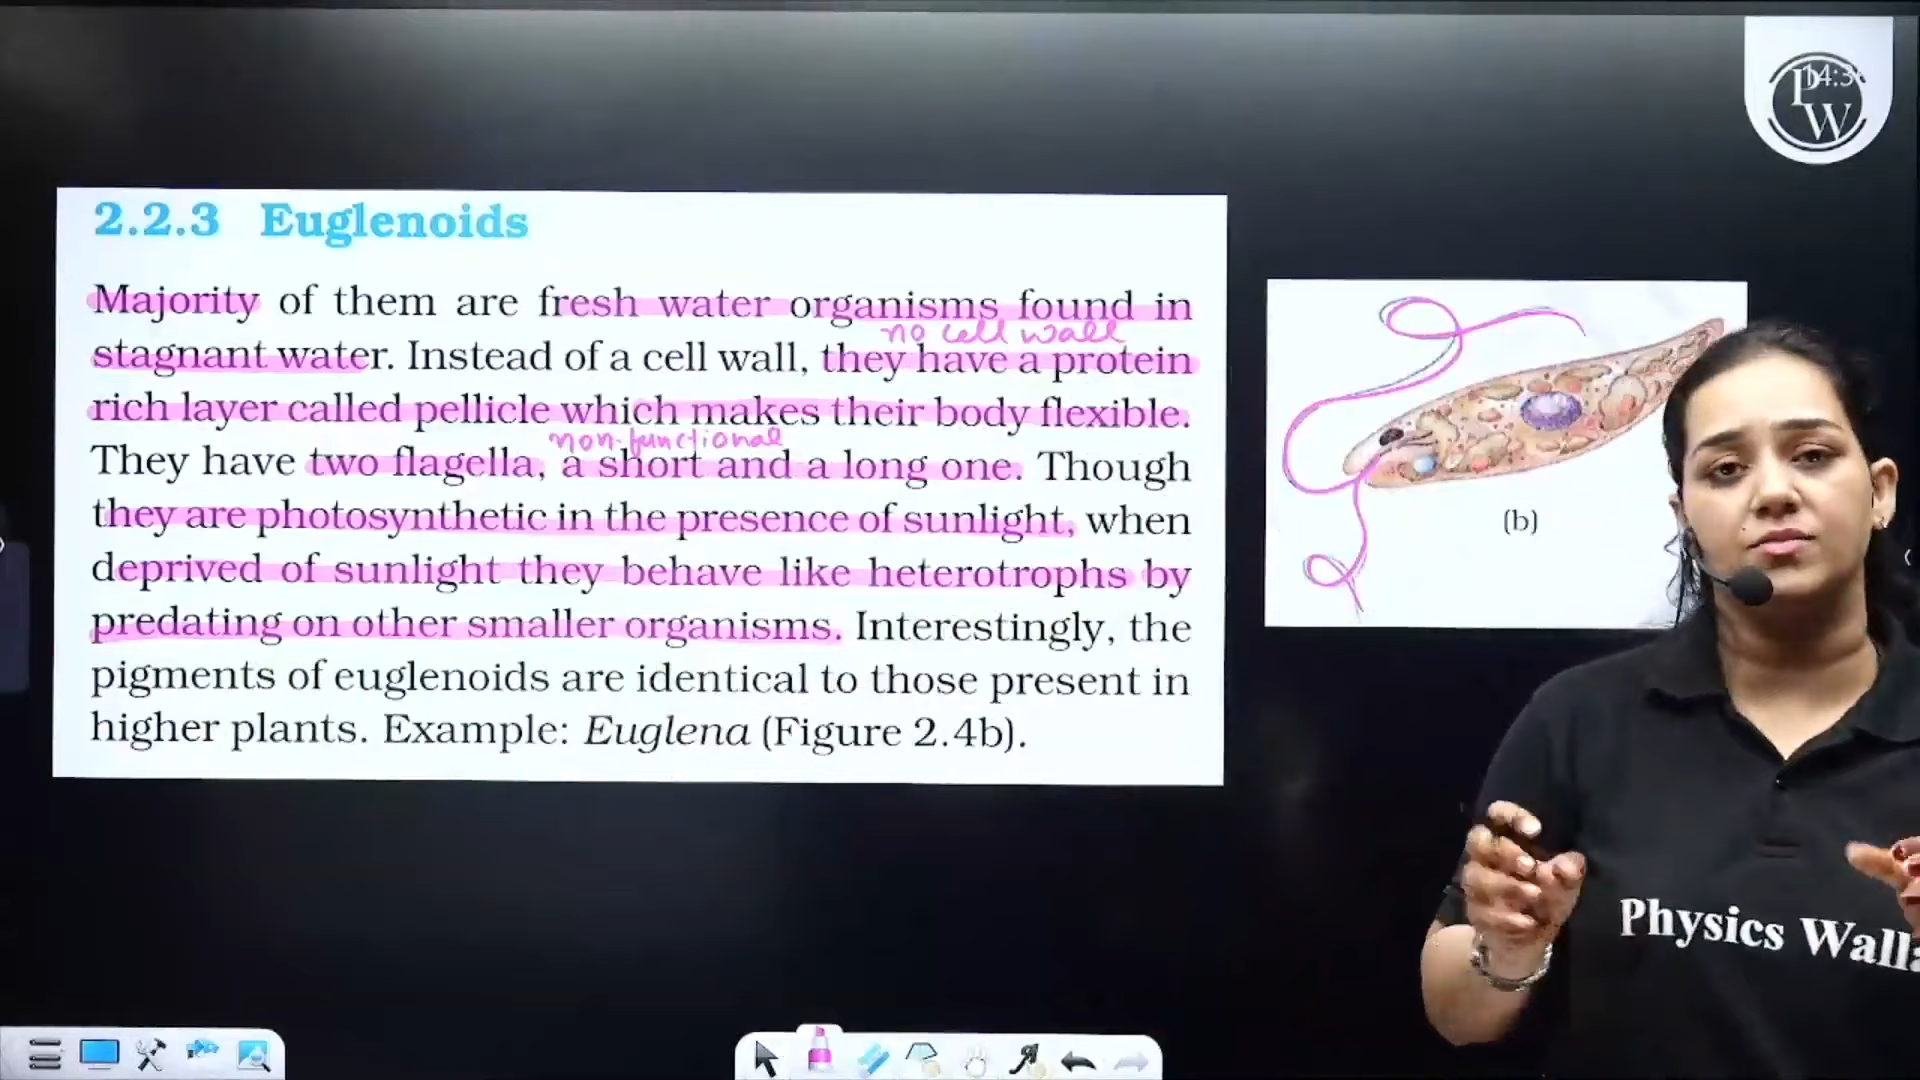 14:3
P
W
2.2.3 Euglenoids
Majority of them are fresh water organisms found in
no cell wall
stagnant water. Instead of a cell wall, they have a protein
rich layer called pellicle which makes their body flexible.
non-functional
They have two flagella, a short and a long one. Though
they are photosynthetic in the presence of sunlight, when
deprived of sunlight they behave like heterotrophs by
predating on other smaller organisms. Interestingly, the
pigments of euglenoids are identical to those present in
higher plants. Example: Euglena (Figure 2.4b).
(b)
Physics Walla